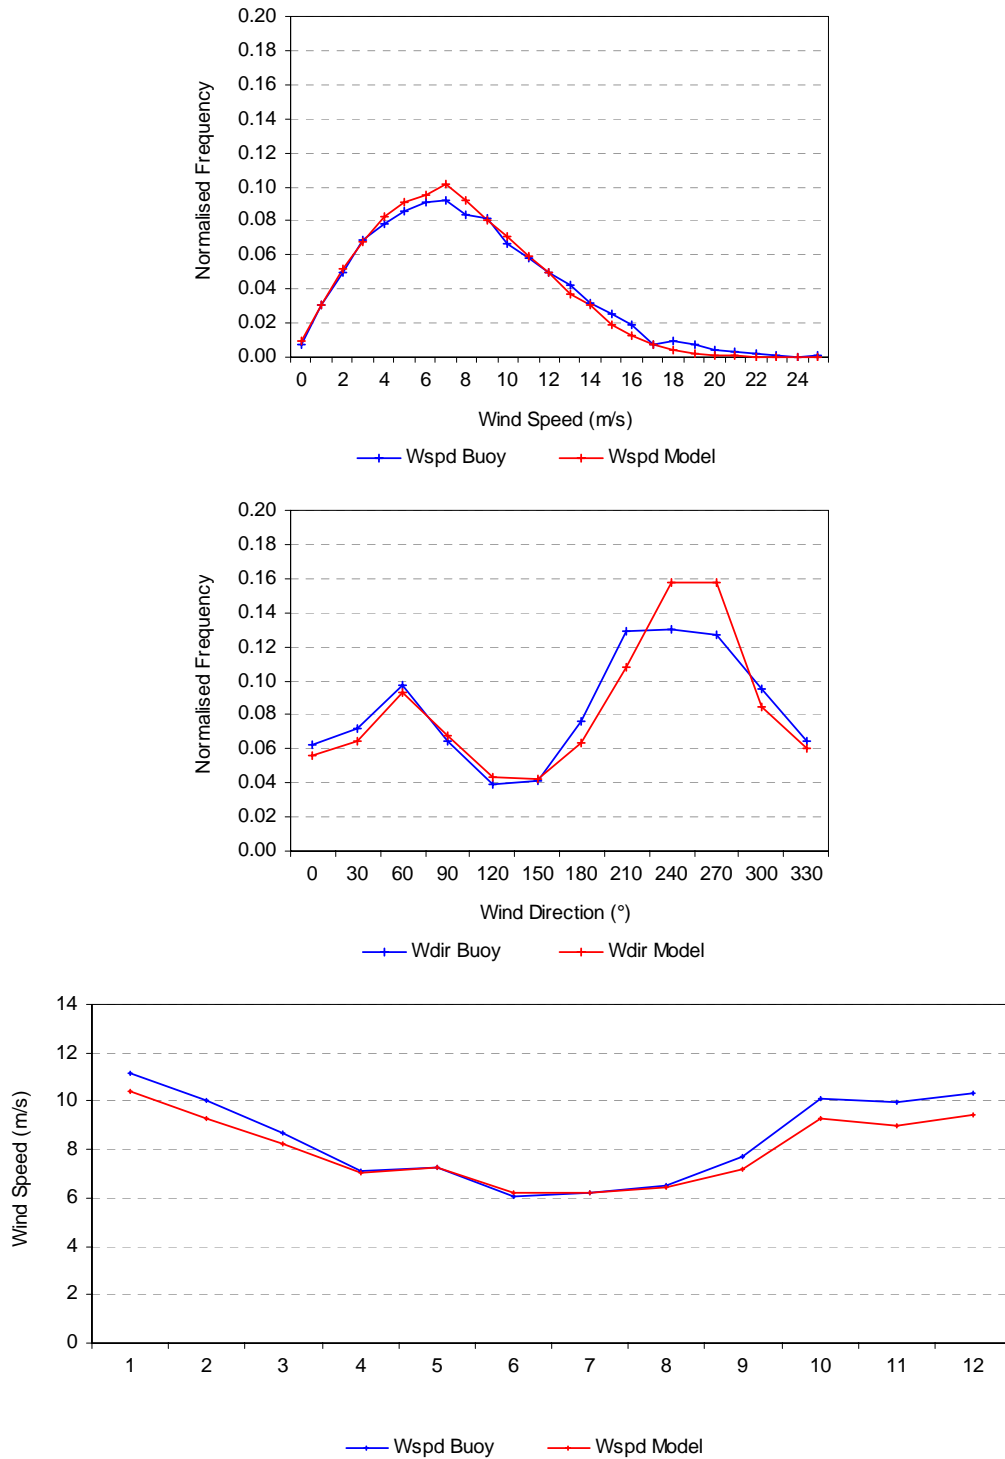 0.20
0.18
0.16
0.14
0.12
0.10
0.08
0.06
0.04
0.02
0.00
Normalised Frequency
0 2 4 6 8 10 12 14 16 18 20 22 24
Wind Speed (m/s)
Wspd Buoy Wspd Model
0.20
0.18
0.16
0.14
0.12
0.10
0.08
0.06
0.04
0.02
0.00
Normalised Frequency
0 30 60 90 120 150 180 210 240 270 300 330
Wind Direction (°)
Wdir Buoy Wdir Model
14
12
10
8
6
4
2
0
Wind Speed (m/s)
1 2 3 4 5 6 7 8 9 10 11 12
Wspd Buoy Wspd Model